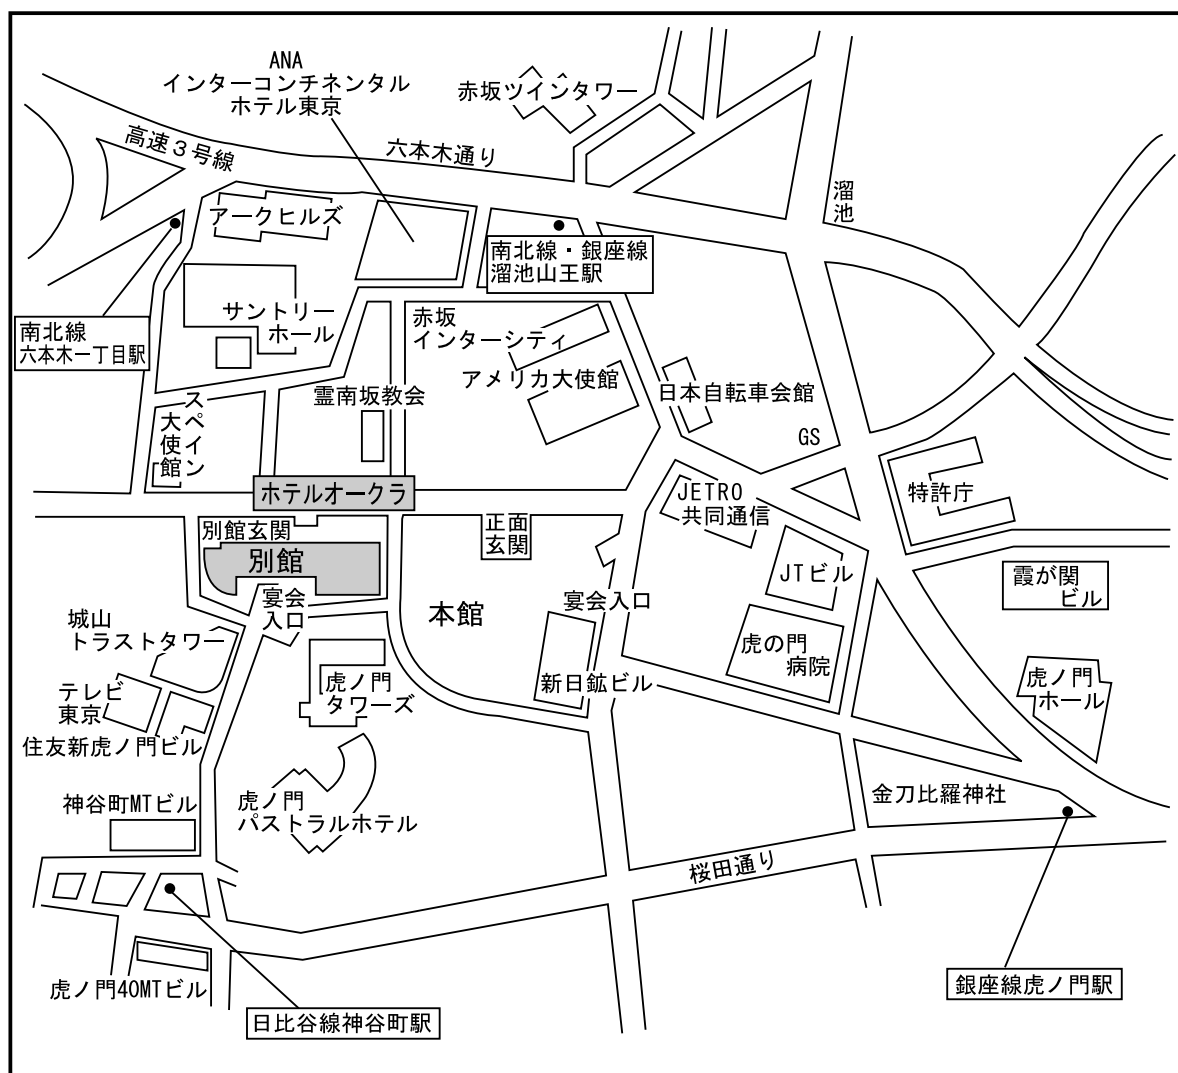 ANA
インターコンチネンタル
ホテル東京
赤坂ツインタワー
高速３号線
六本木通り
溜池
アークヒルズ
南北線・銀座線
溜池山王駅
サントリー
ホール
赤坂
インターシティ
南北線
六本木一丁目駅
アメリカ大使館
霊南坂教会
日本自転車会館
スペイン
大使館
GS
ホテルオークラ
JETRO
共同通信
特許庁
別館玄関
正面
玄関
別館
JTビル
霞が関
ビル
宴会
入口
宴会入口
本館
城山
トラストタワー
虎の門
病院
虎ノ門
タワーズ
新日鉱ビル
虎ノ門
ホール
テレビ
東京
住友新虎ノ門ビル
神谷町MTビル
虎ノ門
パストラルホテル
金刀比羅神社
桜田通り
虎ノ門40MTビル
銀座線虎ノ門駅
日比谷線神谷町駅